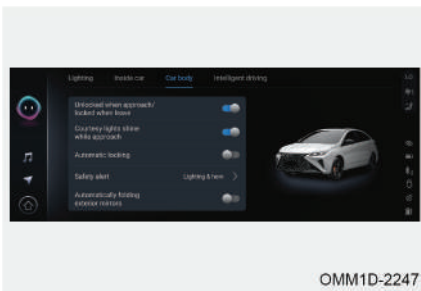 Lighting Inside car Car body Intelligent driving
Unlocked when approach/
locked when leave
Courtesy lights shine
while approach
Automatic locking
Safety alert Lighting & horn
Automatically folding
exterior mirrors
LO
OMM1D-2247